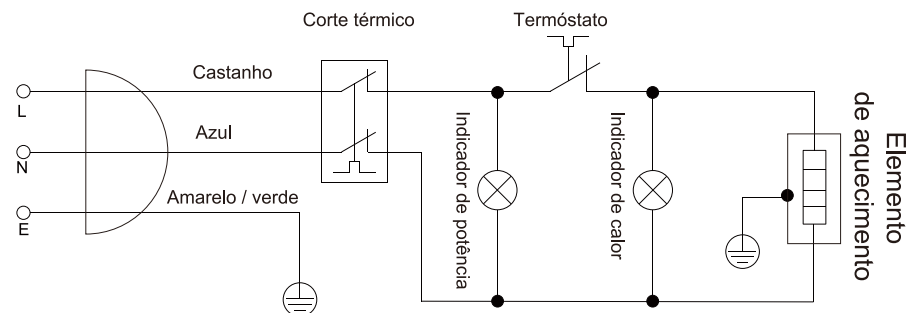 Corte térmico
Termóstato
Castanho
L
Azul
N
Amarelo / verde
E
Indicador de potência
Indicador de calor
Elemento
de aquecimento